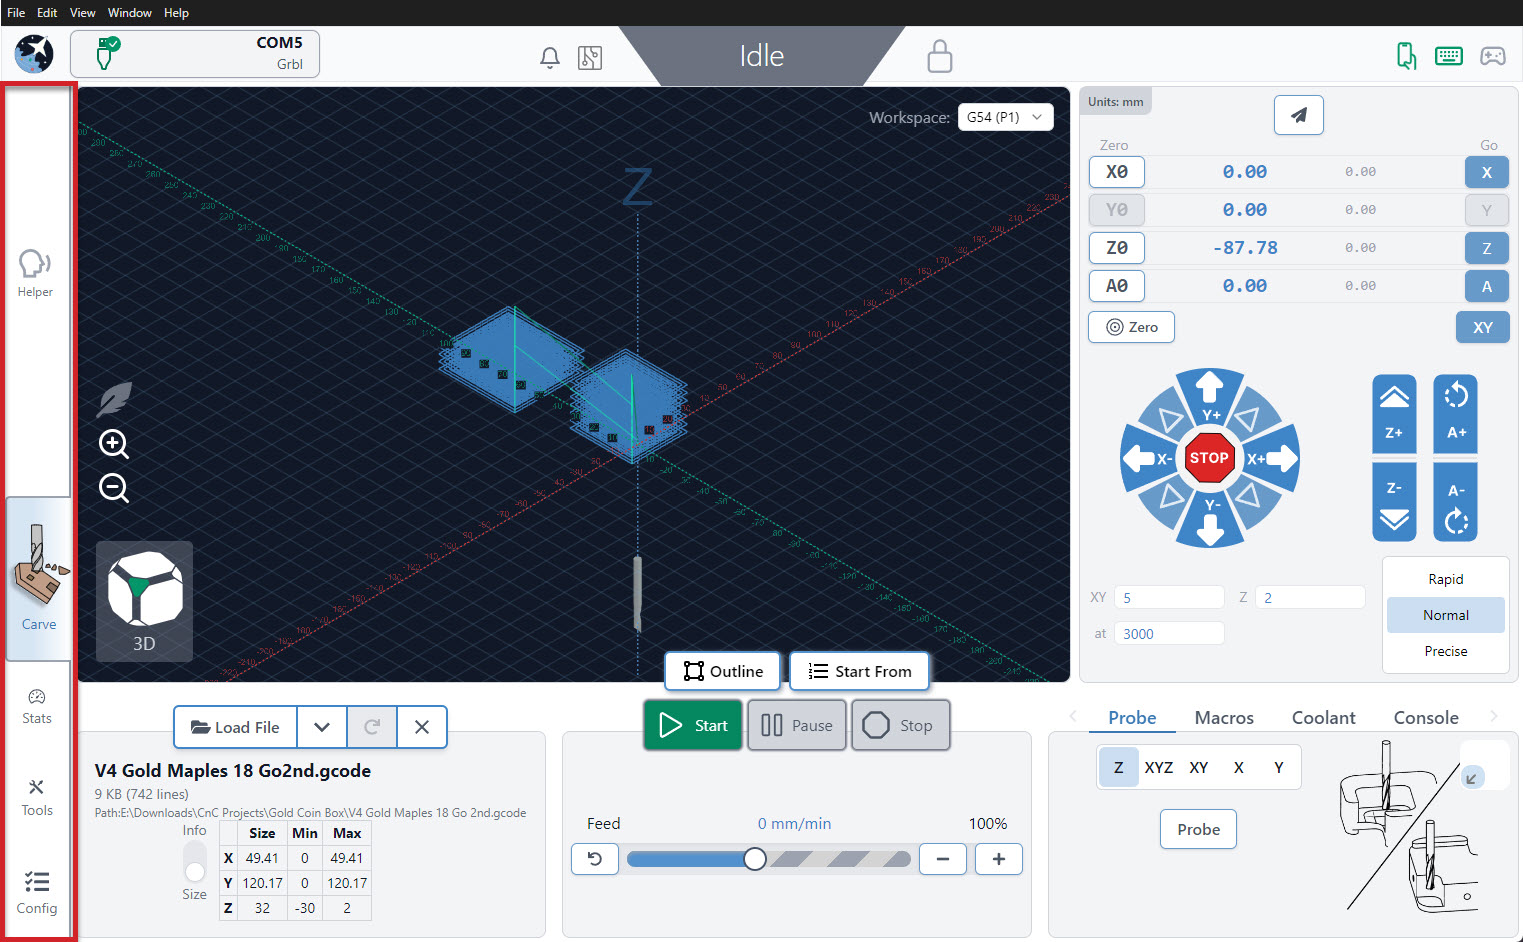 File Edit View Window Help
COM5
Grbl
Idle
Helper
Carve
Stats
Tools
Config
Workspace: G54 (P1)
Z
3D
Outline
Start From
Units: mm
Zero Go
X0 0.00 0.00 X
Y0 0.00 0.00 Y
Z0 -87.78 0.00 Z
A0 0.00 0.00 A
Zero XY
Y+
X- STOP X+
Y-
Z+ A+
Z- A-
XY 5 Z 2
at 3000
Rapid
Normal
Precise
Load File
V4 Gold Maples 18 Go2nd.gcode
9 KB (742 lines)
Path:E:\Downloads\CnC Projects\Gold Coin Box\V4 Gold Maples 18 Go 2nd.gcode
Info
Size
Size Min Max
X 49.41 0 49.41
Y 120.17 0 120.17
Z 32 -30 2
Start Pause Stop
Feed 0 mm/min 100%
Probe Macros Coolant Console
Z XYZ XY X Y
Probe